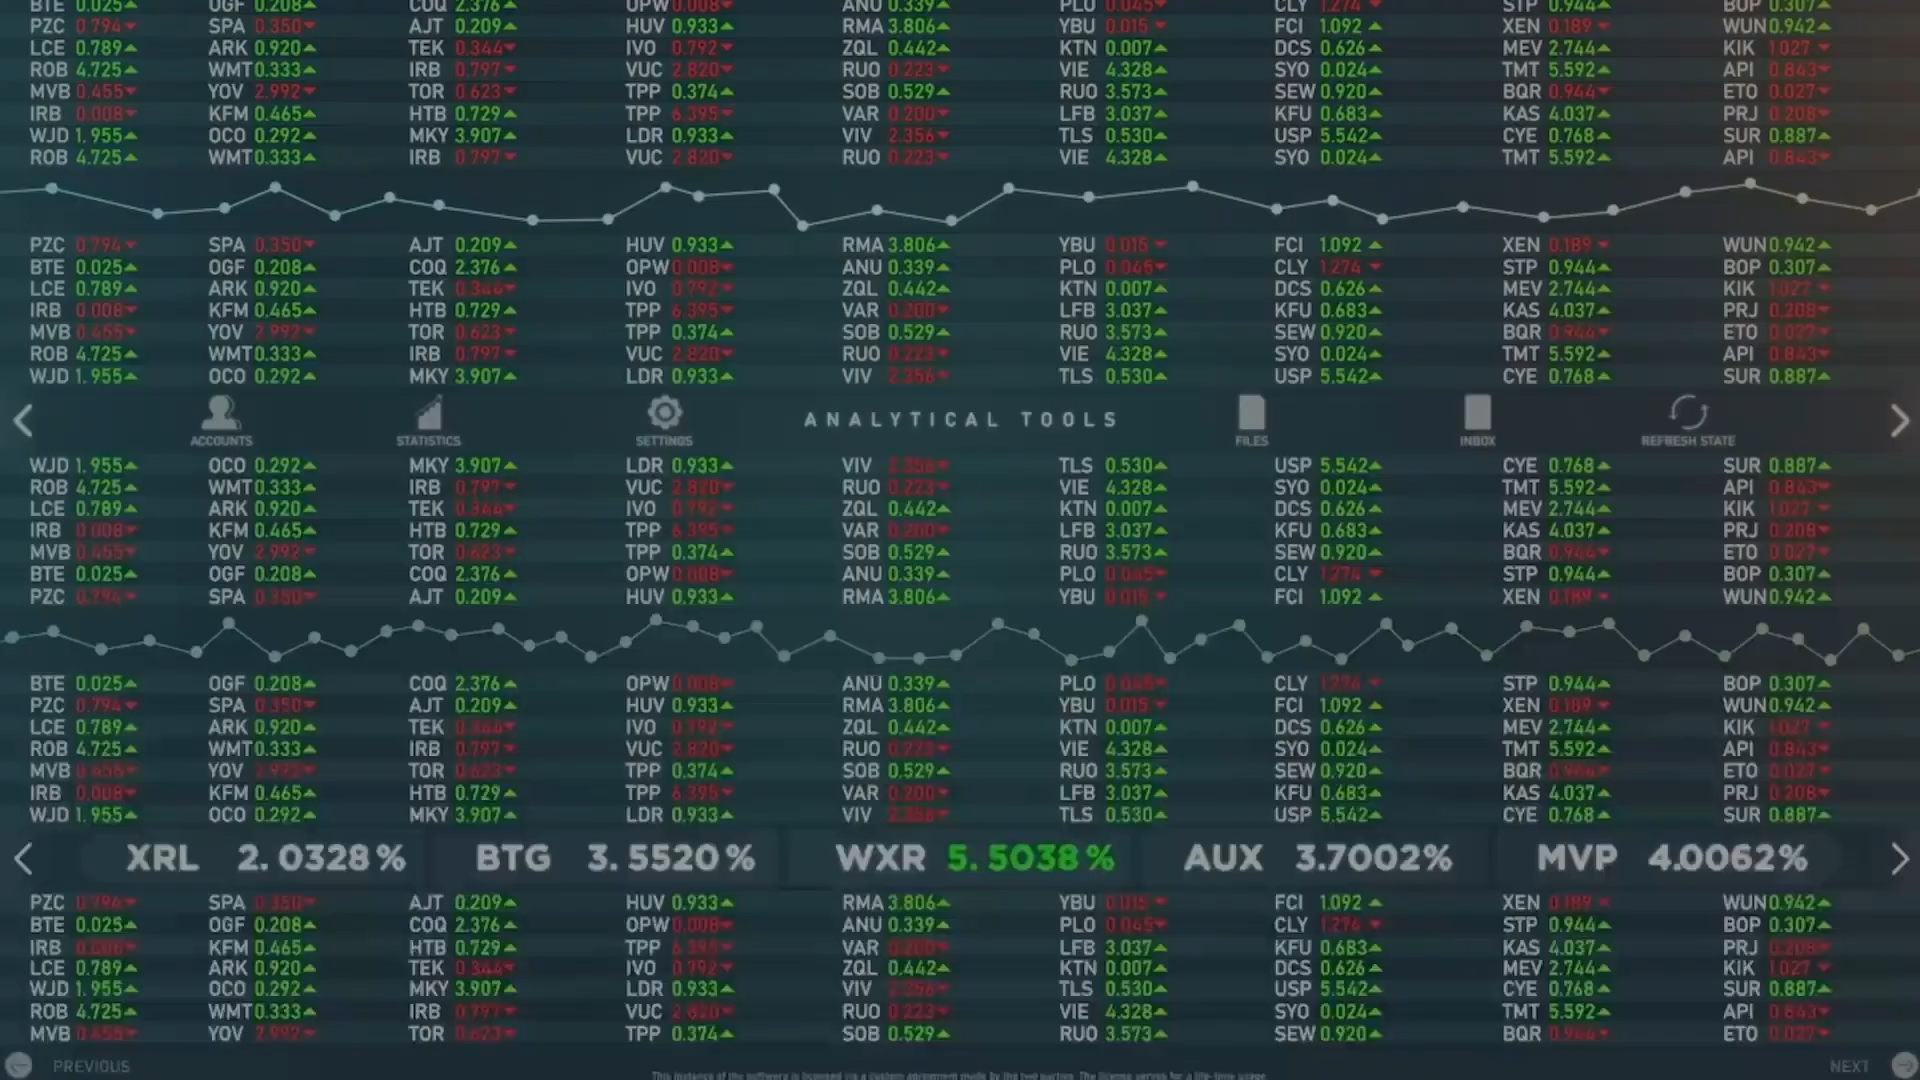 BTE 0.025 OGF 0.208 COQ 2.376 OPW 0.008 ANU 0.339 PLO 0.045 CLY 1.274 STP 0.944 BOP 0.307
PZC 0.794 SPA 0.350 AJT 0.209 HUV 0.933 RMA 3.806 YBU 0.015 FCI 1.092 XEN 0.189 WUN 0.942
LCE 0.789 ARK 0.920 TEK 0.344 IVO 0.792 ZQL 0.442 KTN 0.007 DCS 0.626 MEV 2.744 KIK 1.027
ROB 4.725 WMT 0.333 IRB 0.797 VUC 2.820 RUO 0.223 VIE 4.328 SYO 0.024 TMT 5.592 API 0.843
MVB 0.455 YOV 2.992 TOR 0.623 TPP 0.374 SOB 0.529 RUO 3.573 SEW 0.920 BQR 0.944 ETO 0.027
IRB 0.008 KFM 0.465 HTB 0.729 TPP 6.395 VAR 0.200 LFB 3.037 KFU 0.683 KAS 4.037 PRJ 0.208
WJD 1.955 OCO 0.292 MKY 3.907 LDR 0.933 VIV 2.356 TLS 0.530 USP 5.542 CYE 0.768 SUR 0.887
ROB 4.725 WMT 0.333 IRB 0.797 VUC 2.820 RUO 0.223 VIE 4.328 SYO 0.024 TMT 5.592 API 0.843
PZC 0.794 SPA 0.350 AJT 0.209 HUV 0.933 RMA 3.806 YBU 0.015 FCI 1.092 XEN 0.189 WUN 0.942
BTE 0.025 OGF 0.208 COQ 2.376 OPW 0.008 ANU 0.339 PLO 0.045 CLY 1.274 STP 0.944 BOP 0.307
LCE 0.789 ARK 0.920 TEK 0.344 IVO 0.792 ZQL 0.442 KTN 0.007 DCS 0.626 MEV 2.744 KIK 1.027
IRB 0.008 KFM 0.465 HTB 0.729 TPP 6.395 VAR 0.200 LFB 3.037 KFU 0.683 KAS 4.037 PRJ 0.208
MVB 0.455 YOV 2.992 TOR 0.623 TPP 0.374 SOB 0.529 RUO 3.573 SEW 0.920 BQR 0.944 ETO 0.027
ROB 4.725 WMT 0.333 IRB 0.797 VUC 2.820 RUO 0.223 VIE 4.328 SYO 0.024 TMT 5.592 API 0.843
WJD 1.955 OCO 0.292 MKY 3.907 LDR 0.933 VIV 2.356 TLS 0.530 USP 5.542 CYE 0.768 SUR 0.887
ANALYTICAL TOOLS
ACCOUNTS STATISTICS SETTINGS FILES INBOX REFRESH STATE
WJD 1.955 OCO 0.292 MKY 3.907 LDR 0.933 VIV 2.356 TLS 0.530 USP 5.542 CYE 0.768 SUR 0.887
ROB 4.725 WMT 0.333 IRB 0.797 VUC 2.820 RUO 0.223 VIE 4.328 SYO 0.024 TMT 5.592 API 0.843
LCE 0.789 ARK 0.920 TEK 0.344 IVO 0.792 ZQL 0.442 KTN 0.007 DCS 0.626 MEV 2.744 KIK 1.027
IRB 0.008 KFM 0.465 HTB 0.729 TPP 6.395 VAR 0.200 LFB 3.037 KFU 0.683 KAS 4.037 PRJ 0.208
MVB 0.455 YOV 2.992 TOR 0.623 TPP 0.374 SOB 0.529 RUO 3.573 SEW 0.920 BQR 0.944 ETO 0.027
BTE 0.025 OGF 0.208 COQ 2.376 OPW 0.008 ANU 0.339 PLO 0.045 CLY 1.274 STP 0.944 BOP 0.307
PZC 0.794 SPA 0.350 AJT 0.209 HUV 0.933 RMA 3.806 YBU 0.015 FCI 1.092 XEN 0.189 WUN 0.942
BTE 0.025 OGF 0.208 COQ 2.376 OPW 0.008 ANU 0.339 PLO 0.045 CLY 1.274 STP 0.944 BOP 0.307
PZC 0.794 SPA 0.350 AJT 0.209 HUV 0.933 RMA 3.806 YBU 0.015 FCI 1.092 XEN 0.189 WUN 0.942
LCE 0.789 ARK 0.920 TEK 0.344 IVO 0.792 ZQL 0.442 KTN 0.007 DCS 0.626 MEV 2.744 KIK 1.027
ROB 4.725 WMT 0.333 IRB 0.797 VUC 2.820 RUO 0.223 VIE 4.328 SYO 0.024 TMT 5.592 API 0.843
MVB 0.455 YOV 2.992 TOR 0.623 TPP 0.374 SOB 0.529 RUO 3.573 SEW 0.920 BQR 0.944 ETO 0.027
IRB 0.008 KFM 0.465 HTB 0.729 TPP 6.395 VAR 0.200 LFB 3.037 KFU 0.683 KAS 4.037 PRJ 0.208
WJD 1.955 OCO 0.292 MKY 3.907 LDR 0.933 VIV 2.356 TLS 0.530 USP 5.542 CYE 0.768 SUR 0.887
XRL 2.0328% BTG 3.5520% WXR 5.5038% AUX 3.7002% MVP 4.0062%
PZC 0.794 SPA 0.350 AJT 0.209 HUV 0.933 RMA 3.806 YBU 0.015 FCI 1.092 XEN 0.189 WUN 0.942
BTE 0.025 OGF 0.208 COQ 2.376 OPW 0.008 ANU 0.339 PLO 0.045 CLY 1.274 STP 0.944 BOP 0.307
IRB 0.008 KFM 0.465 HTB 0.729 TPP 6.395 VAR 0.200 LFB 3.037 KFU 0.683 KAS 4.037 PRJ 0.208
LCE 0.789 ARK 0.920 TEK 0.344 IVO 0.792 ZQL 0.442 KTN 0.007 DCS 0.626 MEV 2.744 KIK 1.027
WJD 1.955 OCO 0.292 MKY 3.907 LDR 0.933 VIV 2.356 TLS 0.530 USP 5.542 CYE 0.768 SUR 0.887
ROB 4.725 WMT 0.333 IRB 0.797 VUC 2.820 RUO 0.223 VIE 4.328 SYO 0.024 TMT 5.592 API 0.843
MVB 0.455 YOV 2.992 TOR 0.623 TPP 0.374 SOB 0.529 RUO 3.573 SEW 0.920 BQR 0.944 ETO 0.027
PREVIOUS NEXT
This instance of the software is licensed via a custom agreement made by the two parties. The license serves for a life-time usage.